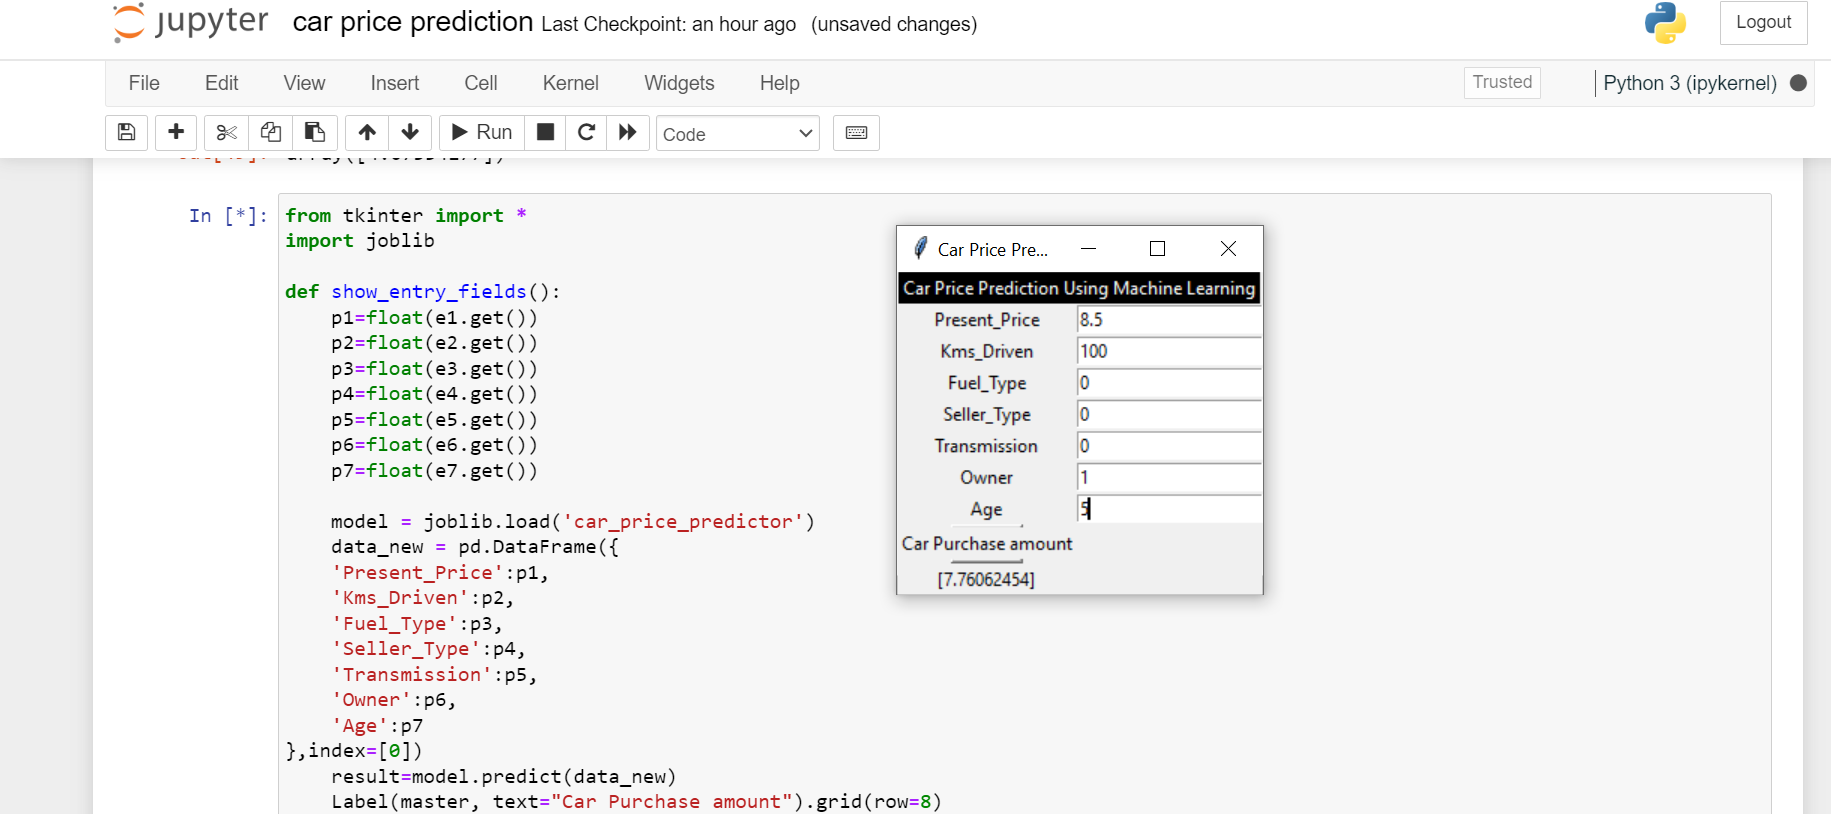 jupyter car price prediction Last Checkpoint: an hour ago (unsaved changes)
Logout
File Edit View Insert Cell Kernel Widgets Help
Trusted
Python 3 (ipykernel)
Run
Code
In [*]:
from tkinter import *
import joblib
def show_entry_fields():
p1=float(e1.get())
p2=float(e2.get())
p3=float(e3.get())
p4=float(e4.get())
p5=float(e5.get())
p6=float(e6.get())
p7=float(e7.get())
model = joblib.load('car_price_predictor')
data_new = pd.DataFrame({
'Present_Price':p1,
'Kms_Driven':p2,
'Fuel_Type':p3,
'Seller_Type':p4,
'Transmission':p5,
'Owner':p6,
'Age':p7
},index=[0])
result=model.predict(data_new)
Label(master, text="Car Purchase amount").grid(row=8)
Car Price Pre...
Car Price Prediction Using Machine Learning
Present_Price 8.5
Kms_Driven 100
Fuel_Type 0
Seller_Type 0
Transmission 0
Owner 1
Age 5
Car Purchase amount
[7.76062454]